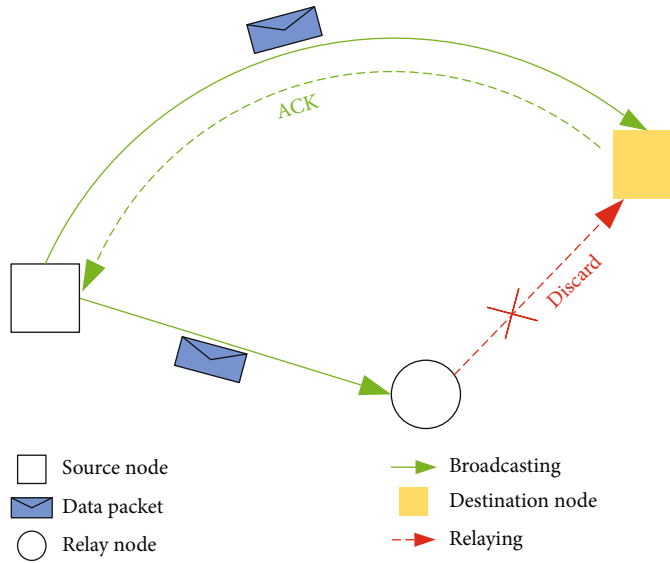 ACK
Discard
Source node
Data packet
Relay node
Broadcasting
Destination node
Relaying